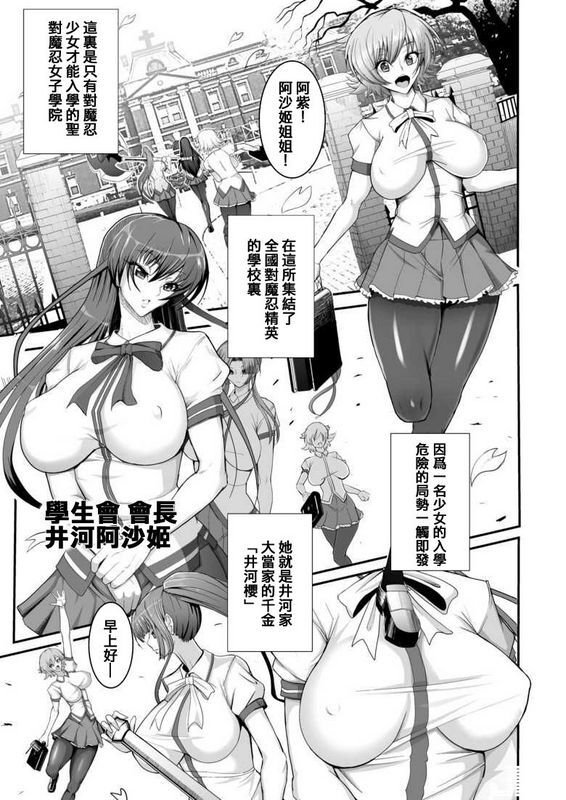 這裏是只有對魔忍
少女才能入學的聖
對魔忍女子學院
阿紫！
阿沙姬姐姐！
在這所集結了
全國對魔忍精英
的學校裏
學生會 會長
井河阿沙姬
因爲一名少女的入學
危險的局勢一觸即發
她就是井河家
大當家的千金
「井河櫻」
早上好—